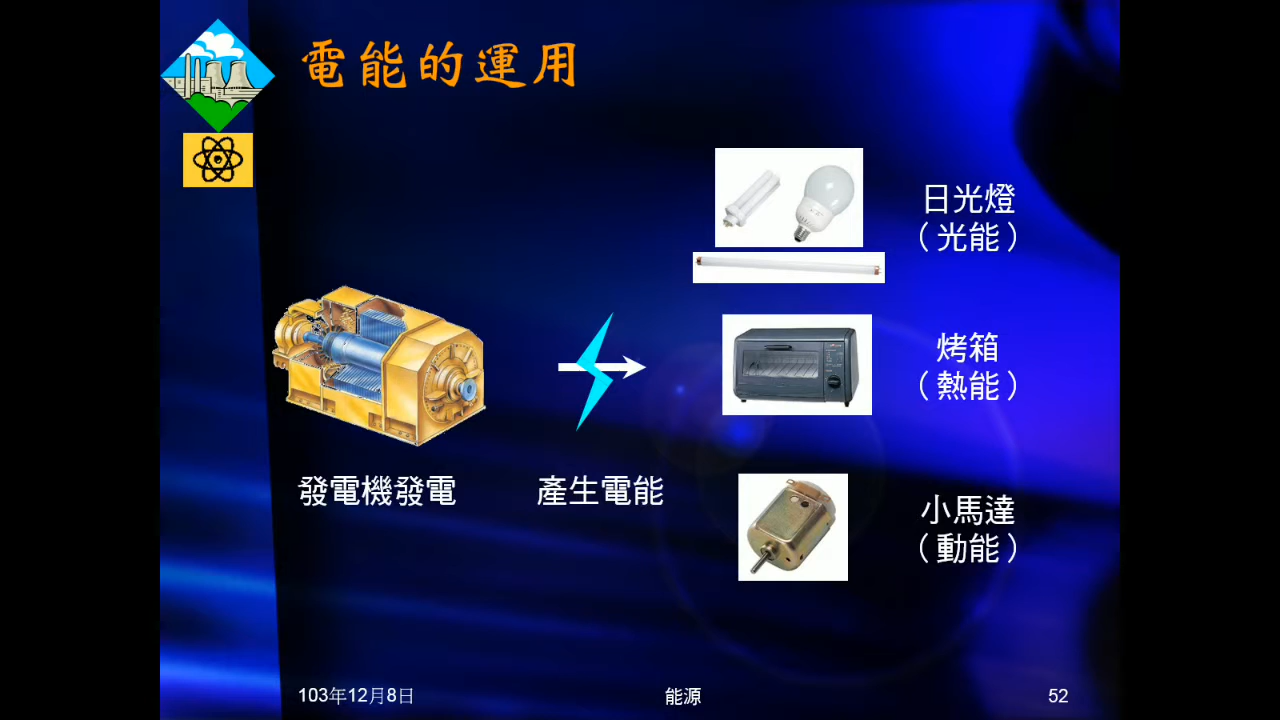 電能的運用
日光燈
（光能）
烤箱
（熱能）
發電機發電
產生電能
小馬達
（動能）
103年12月8日
能源
52